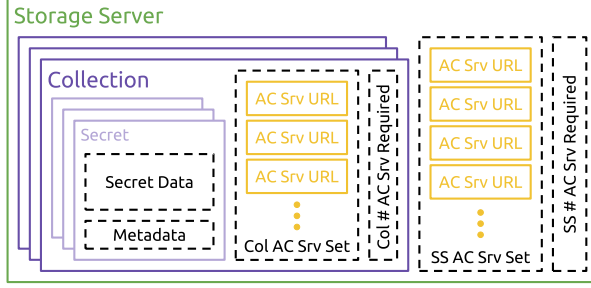 Storage Server
Collection
Secret
Secret Data
Metadata
AC Srv URL
AC Srv URL
AC Srv URL
Col AC Srv Set
Col # AC Srv Required
AC Srv URL
AC Srv URL
AC Srv URL
AC Srv URL
SS AC Srv Set
SS # AC Srv Required